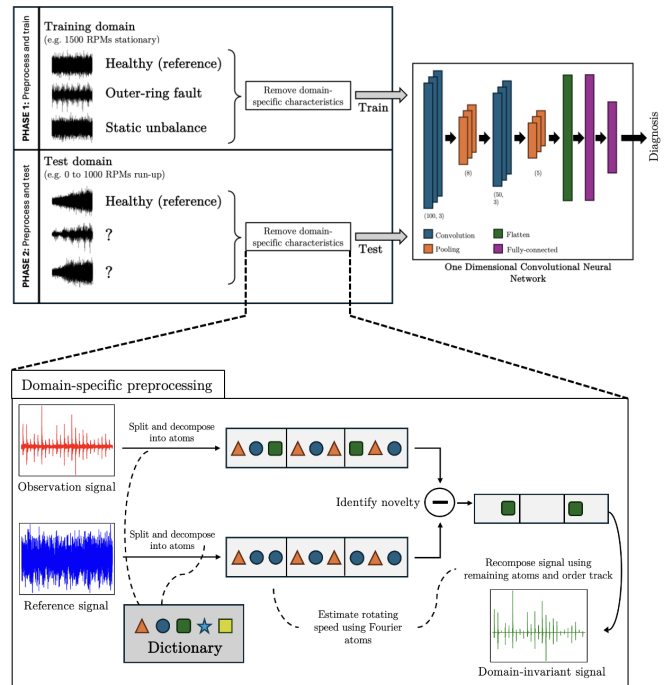 PHASE 1: Preprocess and train
Training domain
(e.g. 1500 RPMs stationary)
Healthy (reference)
Outer-ring fault
Static unbalance
Remove domain-
specific characteristics
Train
PHASE 2: Preprocess and test
Test domain
(e.g. 0 to 1000 RPMs run-up)
Healthy (reference)
?
?
Remove domain-
specific characteristics
Test
(100, 3)
(8)
(50,
3)
(5)
Convolution
Flatten
Pooling
Fully-connected
One Dimensional Convolutional Neural
Network
Diagnosis
Domain-specific preprocessing
Observation signal
Split and decompose
into atoms
Identify novelty
Reference signal
Split and decompose
into atoms
Dictionary
Estimate rotating
speed using Fourier
atoms
Recompose signal using
remaining atoms and order track
Domain-invariant signal